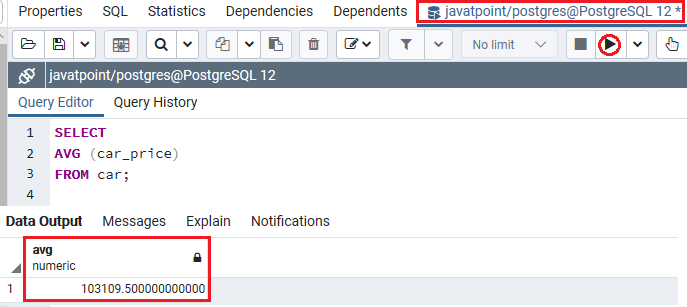 Properties SQL Statistics Dependencies Dependents javatpoint/postgres@PostgreSQL 12 *
No limit
javatpoint/postgres@PostgreSQL 12
Query Editor Query History
1 SELECT
2 AVG (car_price)
3 FROM car;
4
Data Output Messages Explain Notifications
avg
numeric
1 103109.500000000000